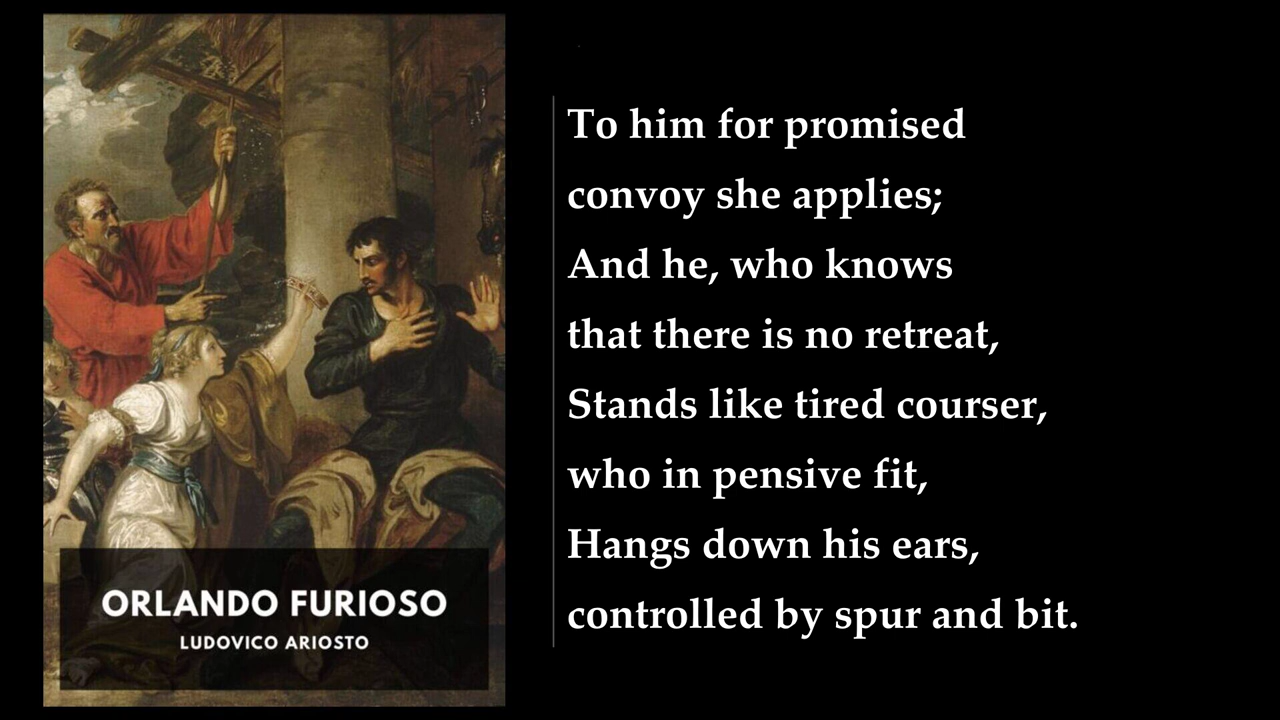 To him for promised
convoy she applies;
And he, who knows
that there is no retreat,
Stands like tired courser,
who in pensive fit,
Hangs down his ears,
controlled by spur and bit.
ORLANDO FURIOSO
LUDOVICO ARIOSTO